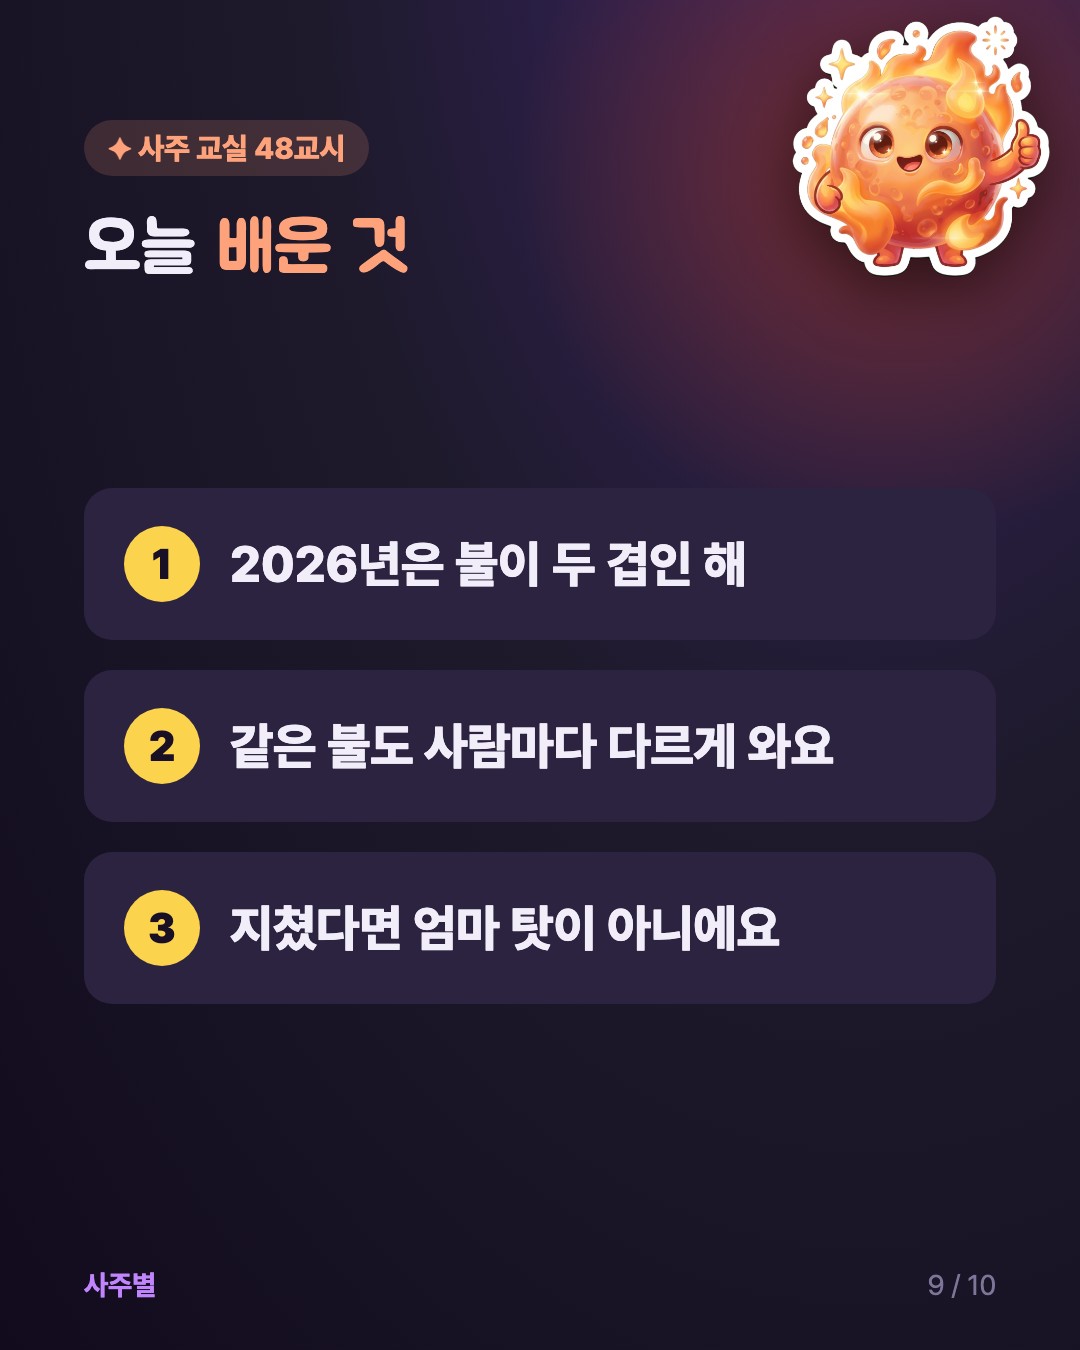 ✦ 사주 교실 48교시
오늘 배운 것
1 2026년은 불이 두 겹인 해
2 같은 불도 사람마다 다르게 와요
3 지쳤다면 엄마 탓이 아니에요
사주별
9 / 10